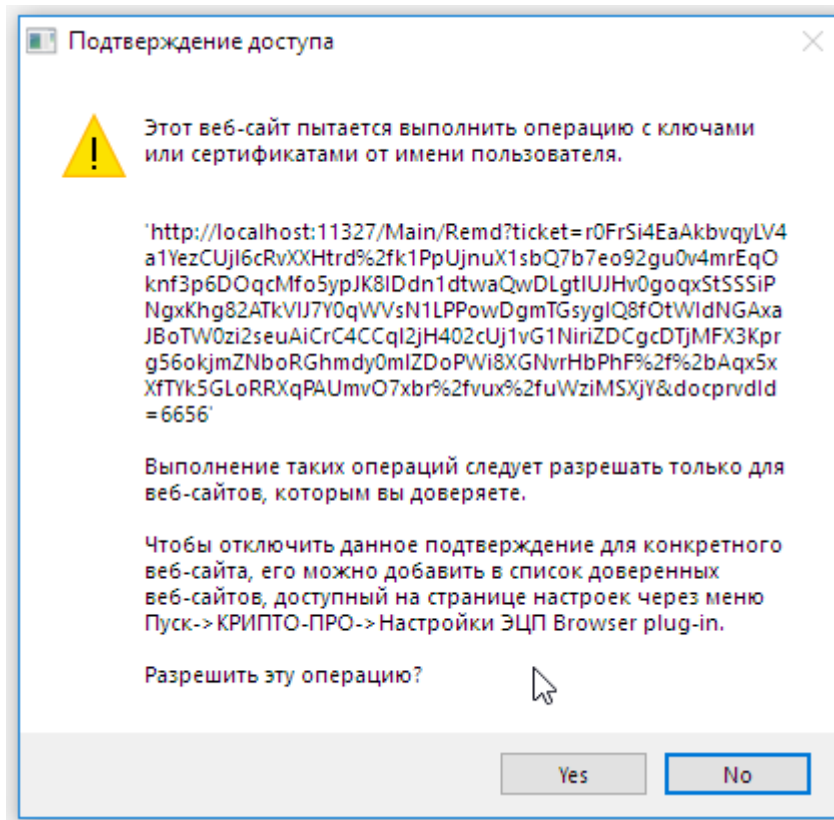 Подтверждение доступа
Этот веб-сайт пытается выполнить операцию с ключами
или сертификатами от имени пользователя.
'http://localhost:11327/Main/Remd?ticket=r0FrSi4EaAkbvqyLV4
a1YezCUjI6cRvXXHtrd%2fk1PpUjnuX1sbQ7b7eo92gu0v4mrEqO
knf3p6DOqcMfo5ypJK8IDdn1dtwaQwDLgtIUJHv0goqxStSSSiP
NgxKhg82ATkVIJ7Y0qWVsN1LPPowDgmTGsyglQ8fOtWIdNGAxa
JBoTW0zi2seuAiCrC4CCqI2jH402cUj1vG1NiriZDCgcDTjMFX3Kpr
g56okjmZNboRGhmdy0mIZDoPWi8XGNvrHbPhF%2f%2bAqx5x
XfTYk5GLoRRXqPAUmvO7xbr%2fvux%2fuWziMSXjY&docprvdId
=6656'
Выполнение таких операций следует разрешать только для
веб-сайтов, которым вы доверяете.
Чтобы отключить данное подтверждение для конкретного
веб-сайта, его можно добавить в список доверенных
веб-сайтов, доступный на странице настроек через меню
Пуск->КРИПТО-ПРО->Настройки ЭЦП Browser plug-in.
Разрешить эту операцию?
Yes
No